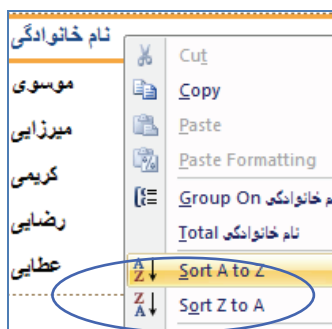 نام خانوادگی
موسوی
میرزایی
کریمی
رضایی
عطایی
Cut
Copy
Paste
Paste Formatting
Group On نام خانوادگی
Total نام خانوادگی
Sort A to Z
Sort Z to A